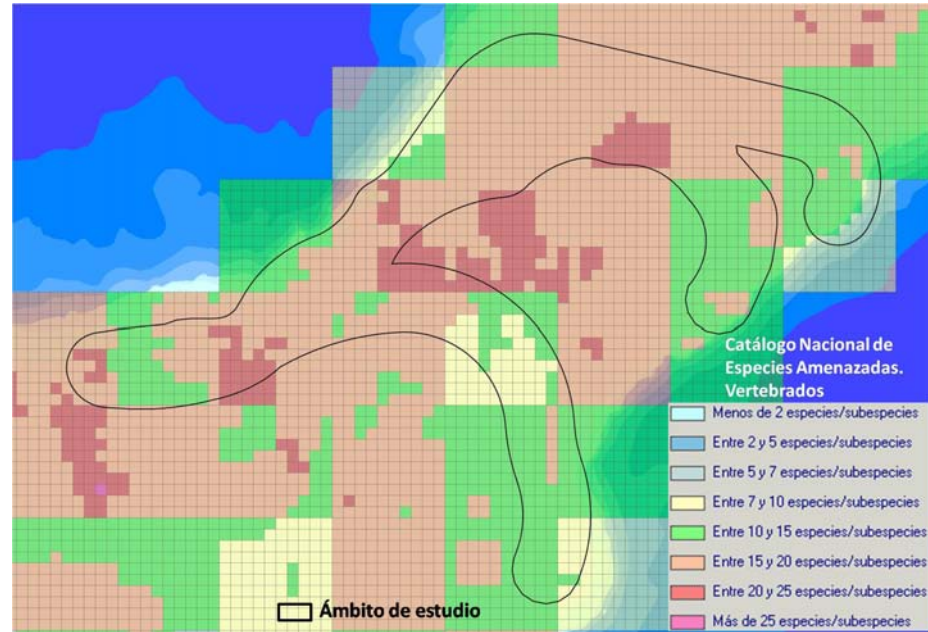 Catálogo Nacional de
Especies Amenazadas.
Vertebrados
Menos de 2 especies/subespecies
Entre 2 y 5 especies/subespecies
Entre 5 y 7 especies/subespecies
Entre 7 y 10 especies/subespecies
Entre 10 y 15 especies/subespecies
Entre 15 y 20 especies/subespecies
Entre 20 y 25 especies/subespecies
Más de 25 especies/subespecies
Ámbito de estudio